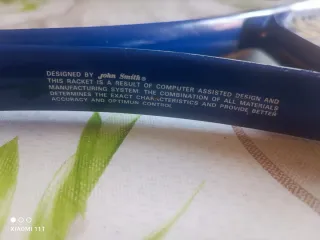 DESIGNED BY John Smith®
THIS RACKET IS A RESULT OF COMPUTER ASSISTED DESIGN AND
MANUFACTURING SYSTEM. THE COMBINATION OF ALL MATERIALS
DETERMINES THE EXACT CHARACTERISTICS AND PROVIDE BETTER
ACCURACY AND OPTIMUM CONTROL
XIAOMI 11T